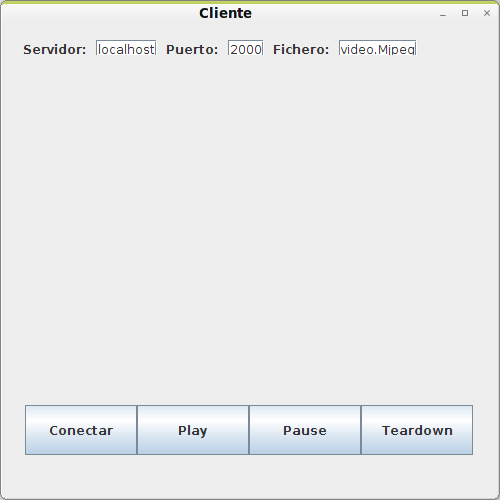 Cliente
Servidor: localhost Puerto: 2000 Fichero: video.Mjpeg
Conectar Play Pause Teardown